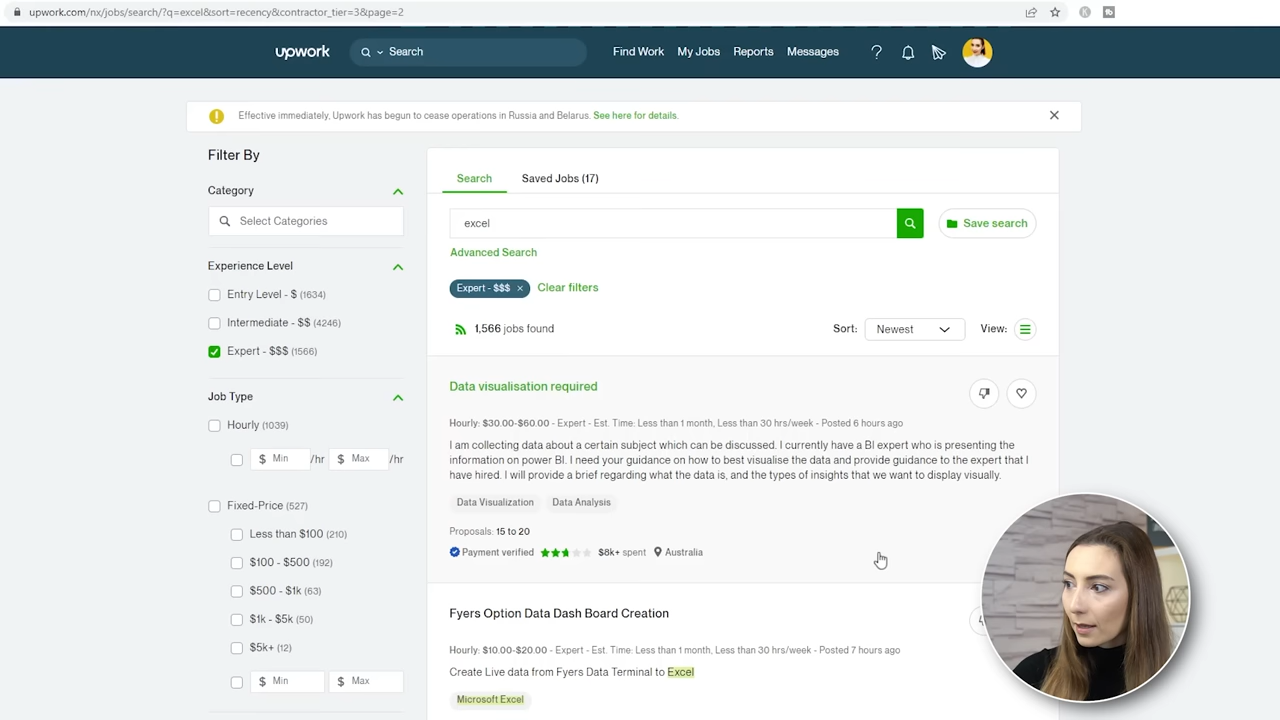 upwork.com/nx/jobs/search/?q=excel&sort=recency&contractor_tier=3&page=2
upwork
Search
Find Work
My Jobs
Reports
Messages
?
Effective immediately, Upwork has begun to cease operations in Russia and Belarus. See here for details.
Filter By
Category
Select Categories
Experience Level
Entry Level - $ (1634)
Intermediate - $$ (4246)
Expert - $$$ (1566)
Job Type
Hourly (1039)
$ Min /hr $ Max /hr
Fixed-Price (527)
Less than $100 (210)
$100 - $500 (192)
$500 - $1k (63)
$1k - $5k (50)
$5k+ (12)
$ Min $ Max
Search
Saved Jobs (17)
excel
Save search
Advanced Search
Expert - $$$ ×
Clear filters
1,566 jobs found
Sort: Newest
View:
Data visualisation required
Hourly: $30.00-$60.00 - Expert - Est. Time: Less than 1 month, Less than 30 hrs/week - Posted 6 hours ago
I am collecting data about a certain subject which can be discussed. I currently have a BI expert who is presenting the
information on power BI. I need your guidance on how to best visualise the data and provide guidance to the expert that I
have hired. I will provide a brief regarding what the data is, and the types of insights that we want to display visually.
Data Visualization
Data Analysis
Proposals: 15 to 20
Payment verified
$8k+ spent
Australia
Fyers Option Data Dash Board Creation
Hourly: $10.00-$20.00 - Expert - Est. Time: Less than 1 month, Less than 30 hrs/week - Posted 7 hours ago
Create Live data from Fyers Data Terminal to Excel
Microsoft Excel